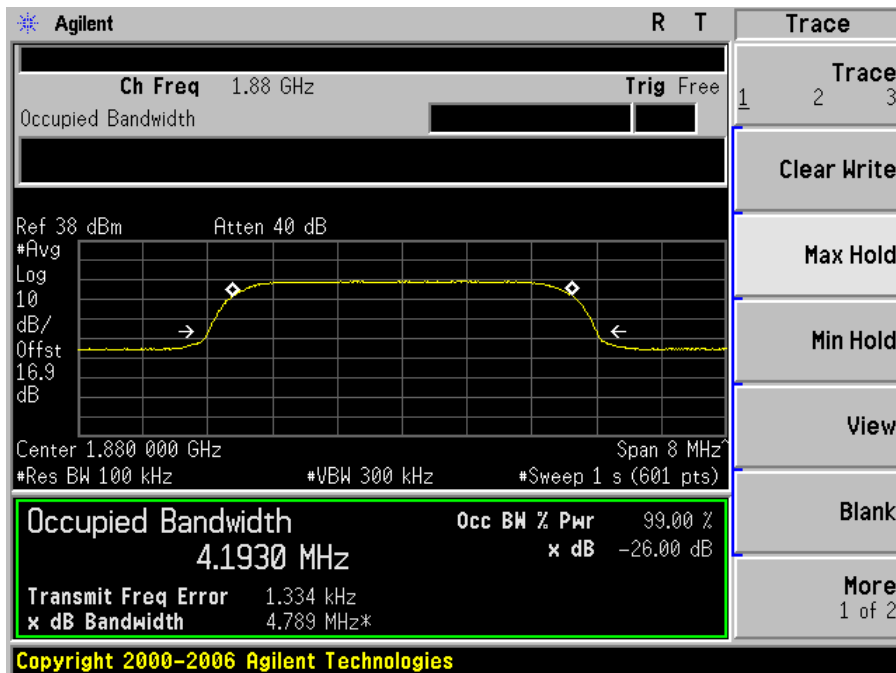 Agilent R T
Ch Freq 1.88 GHz Trig Free
Occupied Bandwidth
Ref 38 dBm Atten 40 dB
#Avg
Log
10
dB/
Offst
16.9
dB
Center 1.880 000 GHz Span 8 MHz^
#Res BW 100 kHz #VBW 300 kHz #Sweep 1 s (601 pts)
Occupied Bandwidth
4.1930 MHz
Occ BW % Pwr 99.00 %
x dB -26.00 dB
Transmit Freq Error 1.334 kHz
x dB Bandwidth 4.789 MHz*
Copyright 2000-2006 Agilent Technologies
Trace
Trace
1 2 3
Clear Write
Max Hold
Min Hold
View
Blank
More
1 of 2